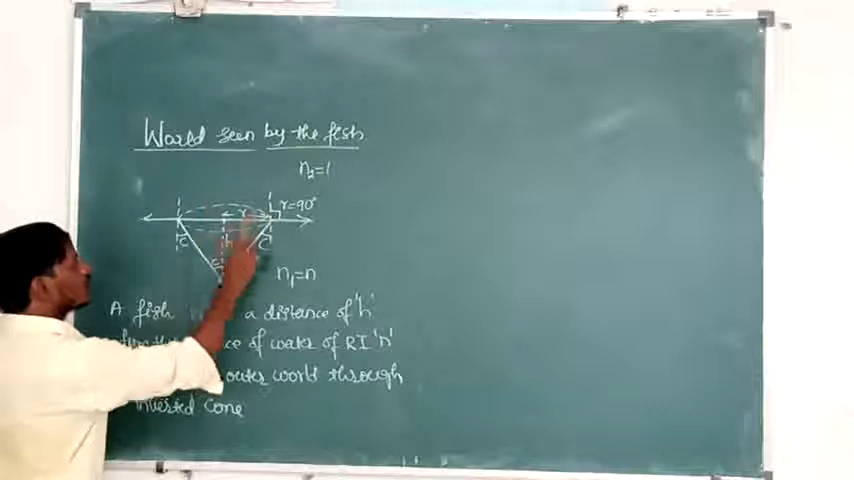 World seen by the fish
n₂=1
r r=90°
C h C
C
n₁=n
A fish a distance of 'h'
of water of RI 'n'
outer world through
inverted cone